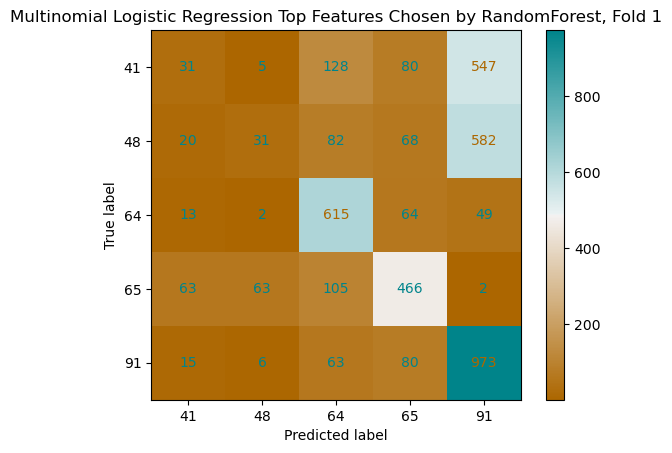 Multinomial Logistic Regression Top Features Chosen by RandomForest, Fold 1
41 31 5 128 80 547
48 20 31 82 68 582
64 13 2 615 64 49
65 63 63 105 466 2
91 15 6 63 80 973
41 48 64 65 91
Predicted label
True label
800
600
400
200